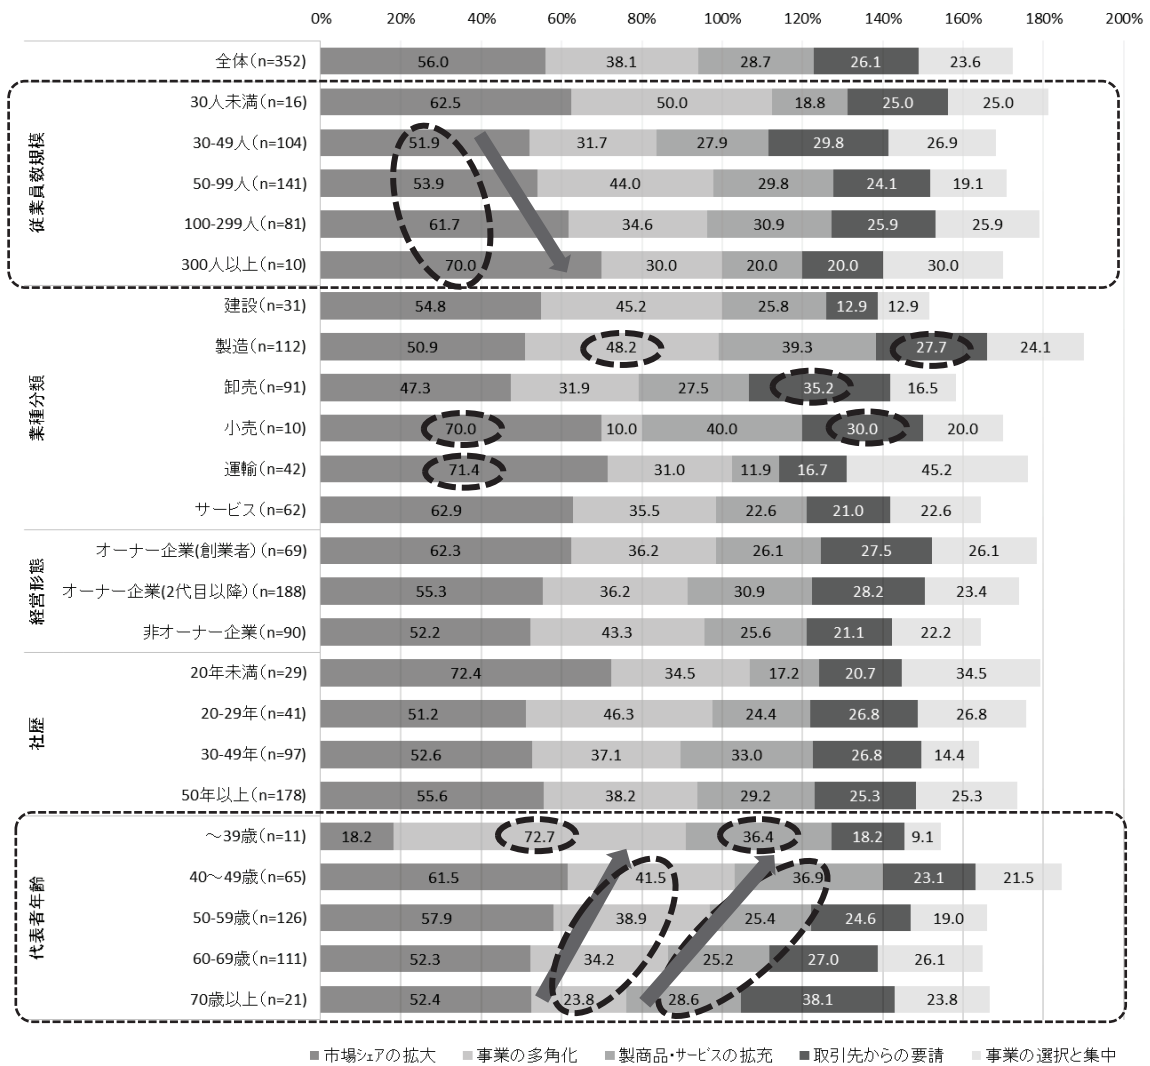 0% 20% 40% 60% 80% 100% 120% 140% 160% 180% 200%
全体(n=352) 56.0 38.1 28.7 26.1 23.6
従業員数規模
30人未満(n=16) 62.5 50.0 18.8 25.0 25.0
30-49人(n=104) 51.9 31.7 27.9 29.8 26.9
50-99人(n=141) 53.9 44.0 29.8 24.1 19.1
100-299人(n=81) 61.7 34.6 30.9 25.9 25.9
300人以上(n=10) 70.0 30.0 20.0 20.0 30.0
業種分類
建設(n=31) 54.8 45.2 25.8 12.9 12.9
製造(n=112) 50.9 48.2 39.3 27.7 24.1
卸売(n=91) 47.3 31.9 27.5 35.2 16.5
小売(n=10) 70.0 10.0 40.0 30.0 20.0
運輸(n=42) 71.4 31.0 11.9 16.7 45.2
サービス(n=62) 62.9 35.5 22.6 21.0 22.6
経営形態
オーナー企業(創業者)(n=69) 62.3 36.2 26.1 27.5 26.1
オーナー企業(2代目以降)(n=188) 55.3 36.2 30.9 28.2 23.4
非オーナー企業(n=90) 52.2 43.3 25.6 21.1 22.2
社歴
20年未満(n=29) 72.4 34.5 17.2 20.7 34.5
20-29年(n=41) 51.2 46.3 24.4 26.8 26.8
30-49年(n=97) 52.6 37.1 33.0 26.8 14.4
50年以上(n=178) 55.6 38.2 29.2 25.3 25.3
代表者年齢
～39歳(n=11) 18.2 72.7 36.4 18.2 9.1
40～49歳(n=65) 61.5 41.5 36.9 23.1 21.5
50-59歳(n=126) 57.9 38.9 25.4 24.6 19.0
60-69歳(n=111) 52.3 34.2 25.2 27.0 26.1
70歳以上(n=21) 52.4 23.8 28.6 38.1 23.8
市場シェアの拡大 事業の多角化 製商品・サービスの拡充 取引先からの要請 事業の選択と集中